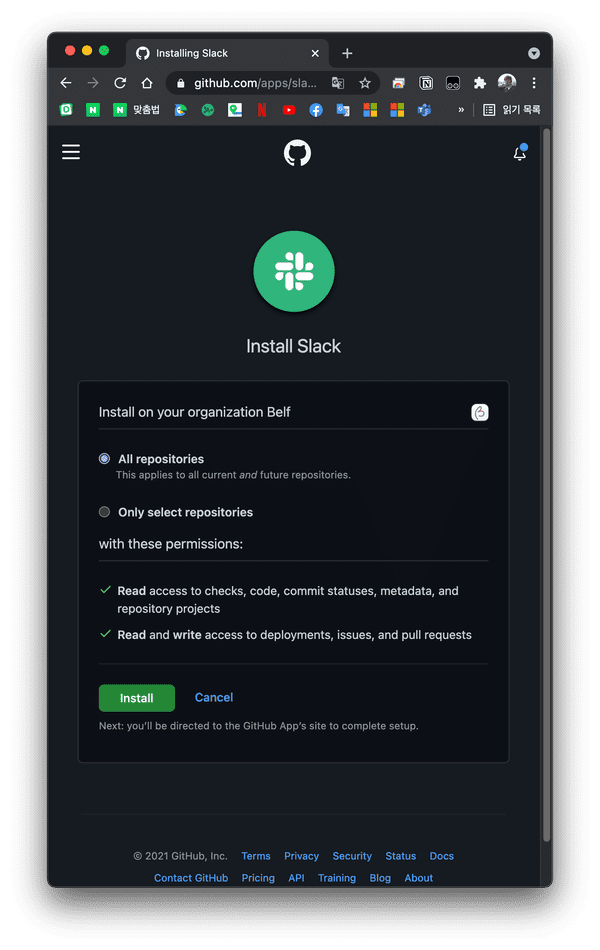 Installing Slack
github.com/apps/sla...
맞춤법
» 읽기 목록
Install Slack
Install on your organization Belf
All repositories
This applies to all current and future repositories.
Only select repositories
with these permissions:
Read access to checks, code, commit statuses, metadata, and
repository projects
Read and write access to deployments, issues, and pull requests
Install Cancel
Next: you'll be directed to the GitHub App's site to complete setup.
© 2021 GitHub, Inc. Terms Privacy Security Status Docs
Contact GitHub Pricing API Training Blog About